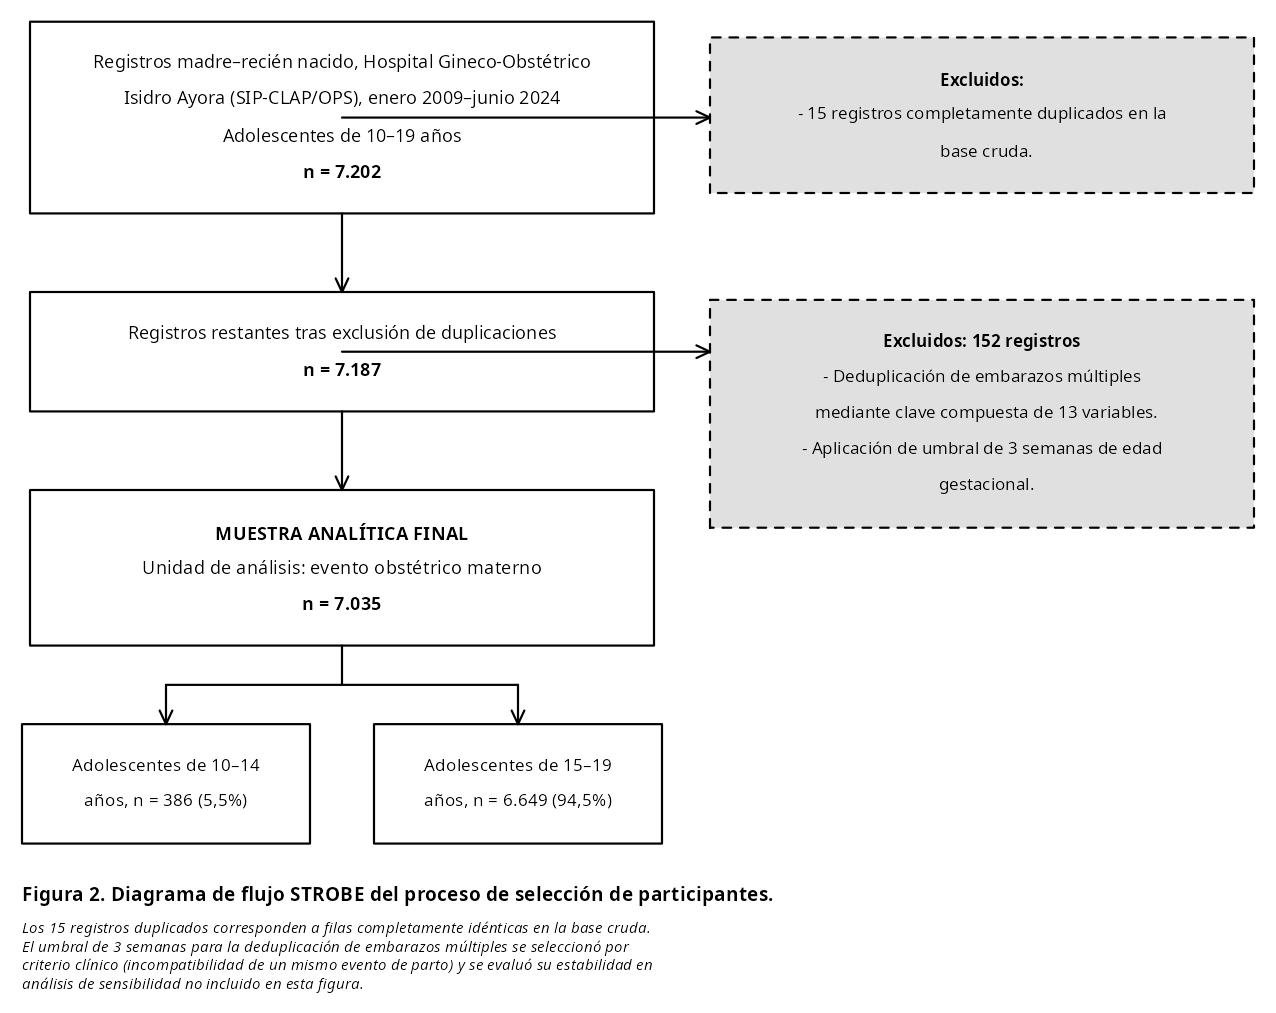 Registros madre–recién nacido, Hospital Gineco-Obstétrico
Isidro Ayora (SIP-CLAP/OPS), enero 2009–junio 2024
Adolescentes de 10–19 años
n = 7.202
Excluidos:
- 15 registros completamente duplicados en la
base cruda.
Registros restantes tras exclusión de duplicaciones
n = 7.187
Excluidos: 152 registros
- Deduplicación de embarazos múltiples
mediante clave compuesta de 13 variables.
- Aplicación de umbral de 3 semanas de edad
gestacional.
MUESTRA ANALÍTICA FINAL
Unidad de análisis: evento obstétrico materno
n = 7.035
Adolescentes de 10–14
años, n = 386 (5,5%)
Adolescentes de 15–19
años, n = 6.649 (94,5%)
Figura 2. Diagrama de flujo STROBE del proceso de selección de participantes.
Los 15 registros duplicados corresponden a filas completamente idénticas en la base cruda.
El umbral de 3 semanas para la deduplicación de embarazos múltiples se seleccionó por
criterio clínico (incompatibilidad de un mismo evento de parto) y se evaluó su estabilidad en
análisis de sensibilidad no incluido en esta figura.